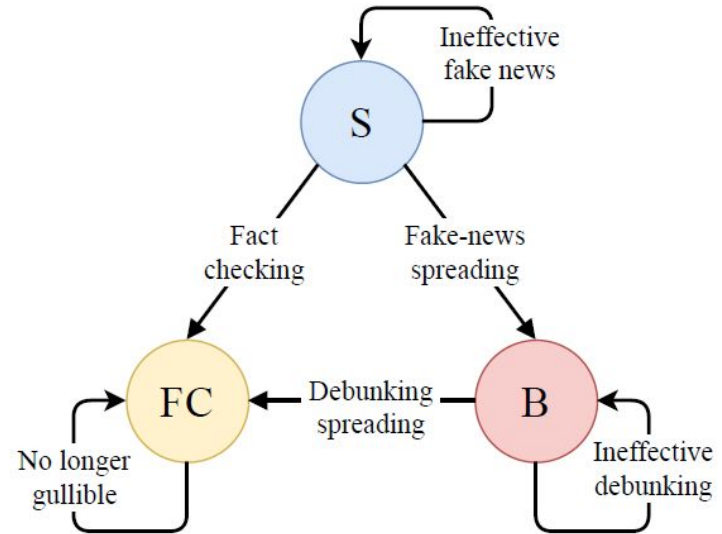 Ineffective
fake news
S
Fact
checking
Fake-news
spreading
FC
Debunking
spreading
B
No longer
gullible
Ineffective
debunking